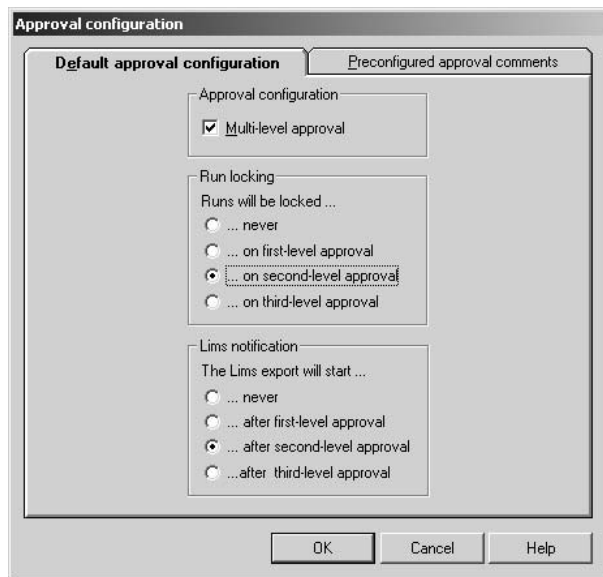 Approval configuration
Default approval configuration
Preconfigured approval comments
Approval configuration
Multi-level approval
Run locking
Runs will be locked ...
... never
... on first-level approval
... on second-level approval
... on third-level approval
Lims notification
The Lims export will start ...
... never
... after first-level approval
... after second-level approval
...after third-level approval
OK
Cancel
Help